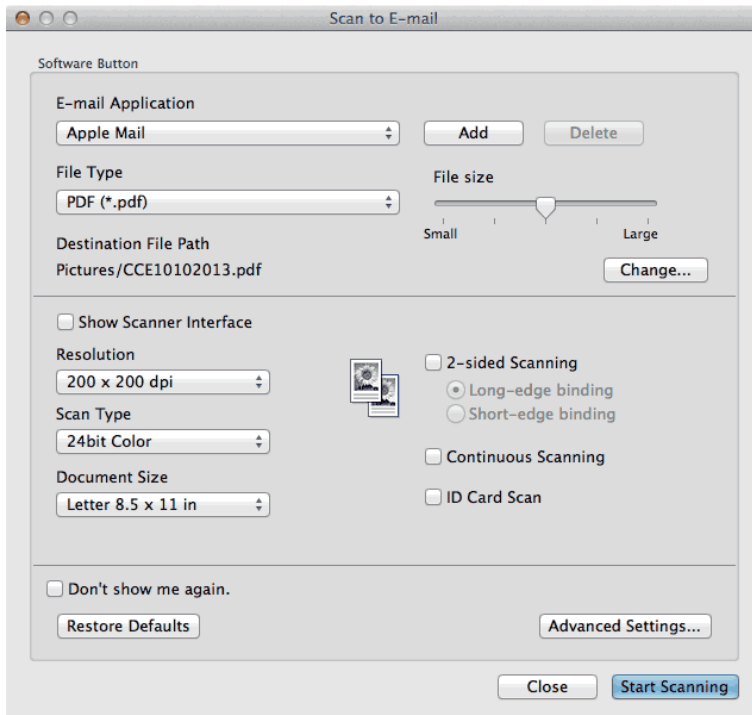 Scan to E-mail
Software Button
E-mail Application
Apple Mail
Add
Delete
File Type
PDF (*.pdf)
File size
Small
Large
Destination File Path
Pictures/CCE10102013.pdf
Change...
Show Scanner Interface
Resolution
200 x 200 dpi
Scan Type
24bit Color
Document Size
Letter 8.5 x 11 in
2-sided Scanning
Long-edge binding
Short-edge binding
Continuous Scanning
ID Card Scan
Don't show me again.
Restore Defaults
Advanced Settings...
Close
Start Scanning